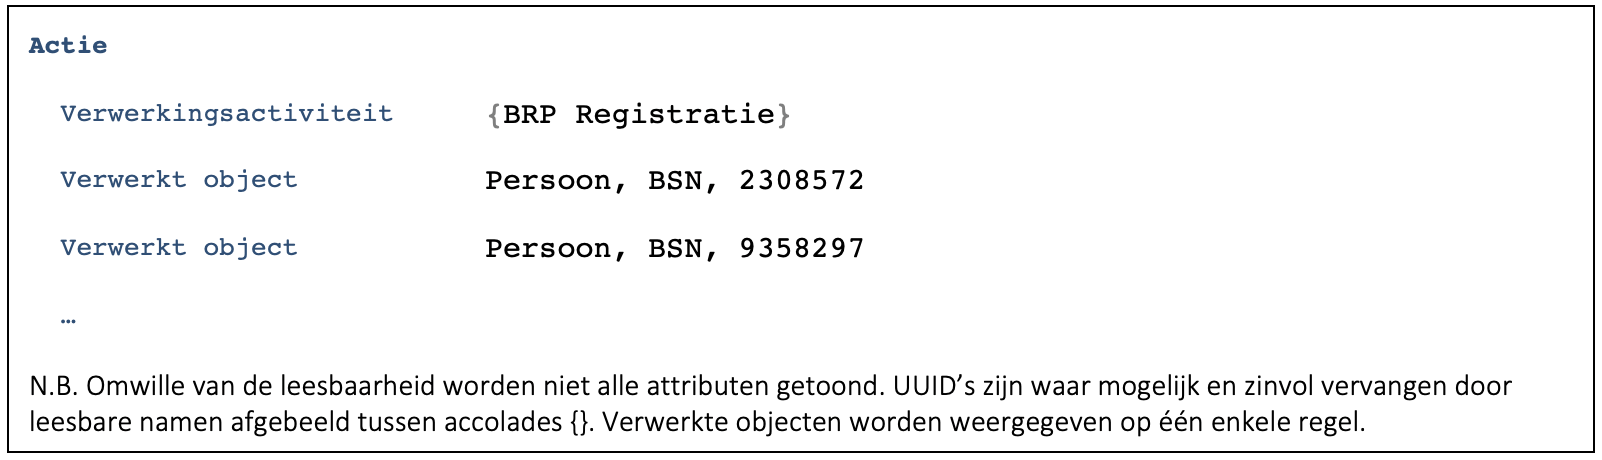 Actie
Verwerkingsactiviteit {BRP Registratie}
Verwerkt object Persoon, BSN, 2308572
Verwerkt object Persoon, BSN, 9358297
…
N.B. Omwille van de leesbaarheid worden niet alle attributen getoond. UUID’s zijn waar mogelijk en zinvol vervangen door
leesbare namen afgebeeld tussen accolades {}. Verwerkte objecten worden weergegeven op één enkele regel.